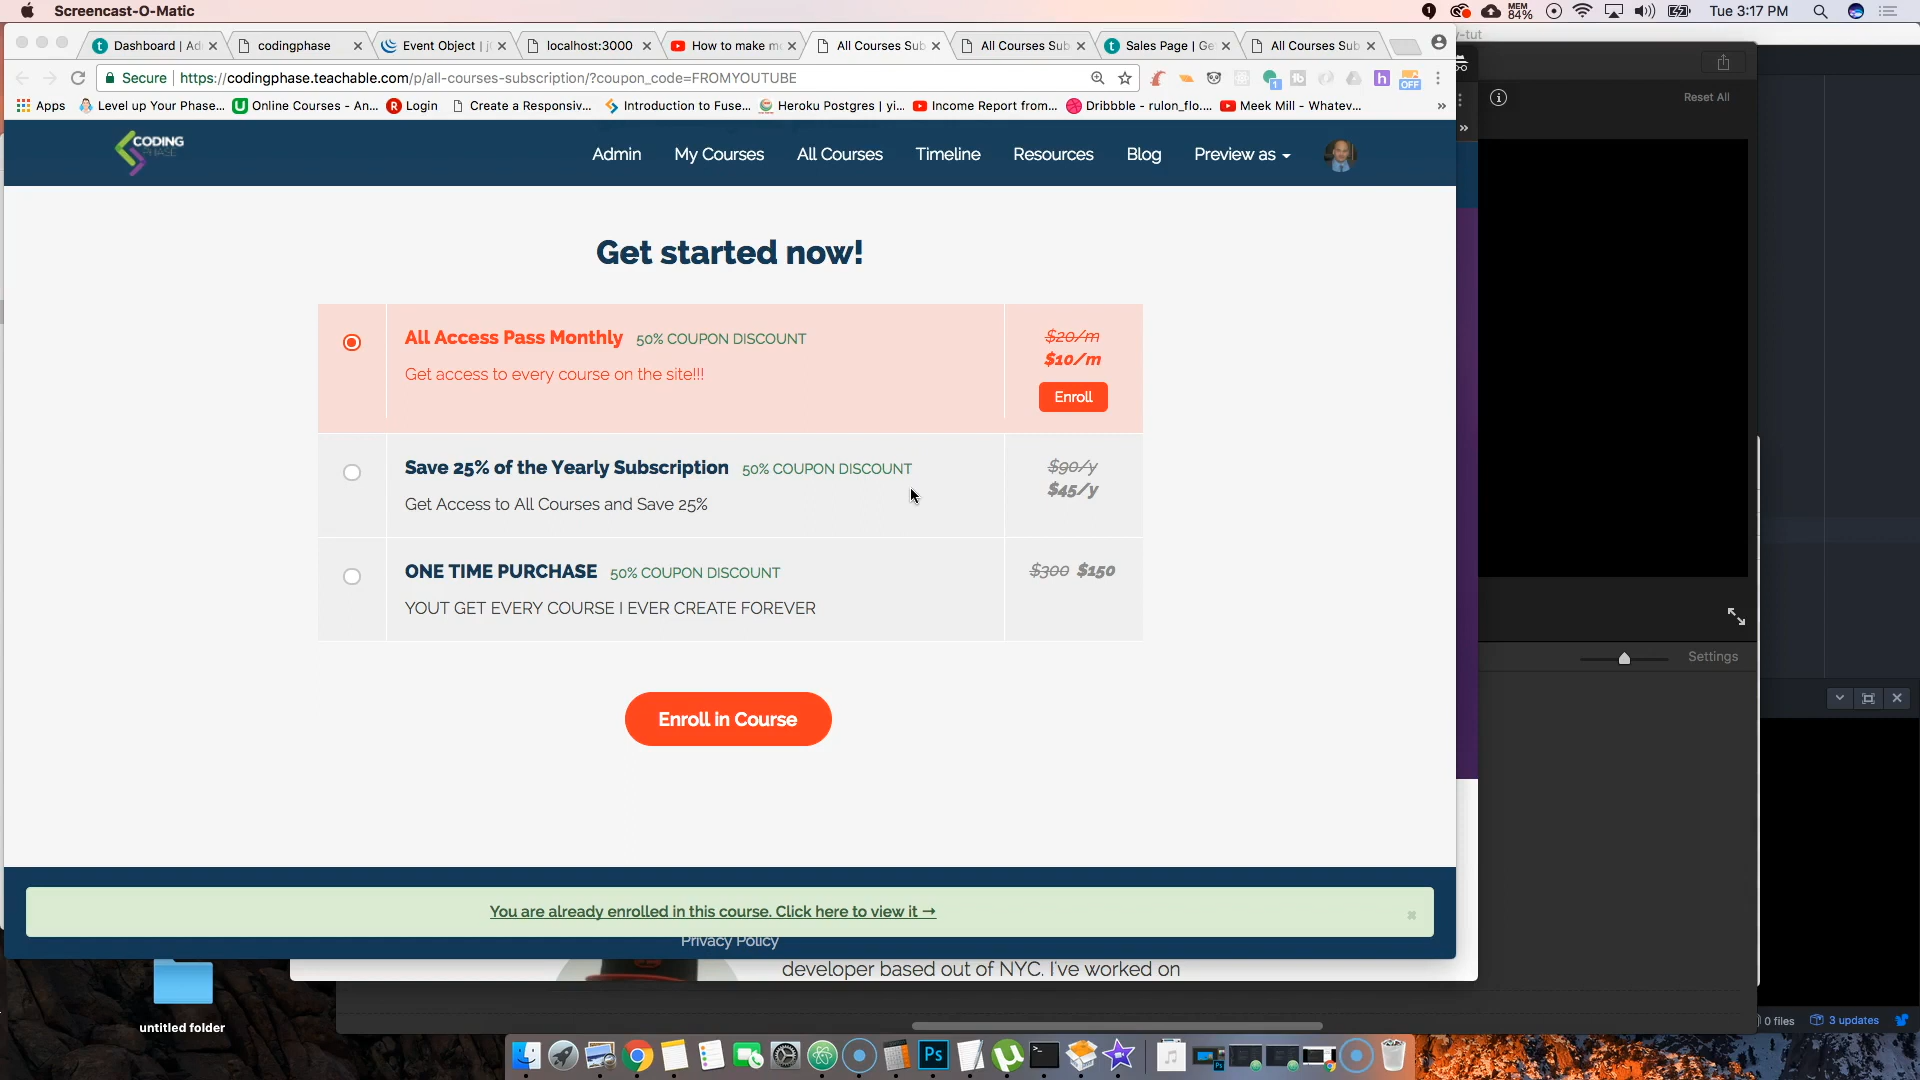 Screencast-O-Matic
MEM
84%
Tue 3:17 PM
Dashboard | Ad
codingphase
Event Object | j
localhost:3000
How to make m
All Courses Sub
All Courses Sub
Sales Page | Ge
All Courses Sub
y-tut
Secure
https://codingphase.teachable.com/p/all-courses-subscription/?coupon_code=FROMYOUTUBE
OFF
Apps
Level up Your Phase...
Online Courses - An...
Login
Create a Responsiv...
Introduction to Fuse...
Heroku Postgres | yi...
Income Report from...
Dribbble - rulon_flo....
Meek Mill - Whatev...
Reset All
CODING
PHASE
Admin
My Courses
All Courses
Timeline
Resources
Blog
Preview as
Get started now!
All Access Pass Monthly 50% COUPON DISCOUNT
Get access to every course on the site!!!
$20/m
$10/m
Enroll
Save 25% of the Yearly Subscription 50% COUPON DISCOUNT
Get Access to All Courses and Save 25%
$90/y
$45/y
ONE TIME PURCHASE 50% COUPON DISCOUNT
YOUT GET EVERY COURSE I EVER CREATE FOREVER
$300 $150
Enroll in Course
Settings
You are already enrolled in this course. Click here to view it →
Privacy Policy
developer based out of NYC. I've worked on
untitled folder
0 files
3 updates
Ps